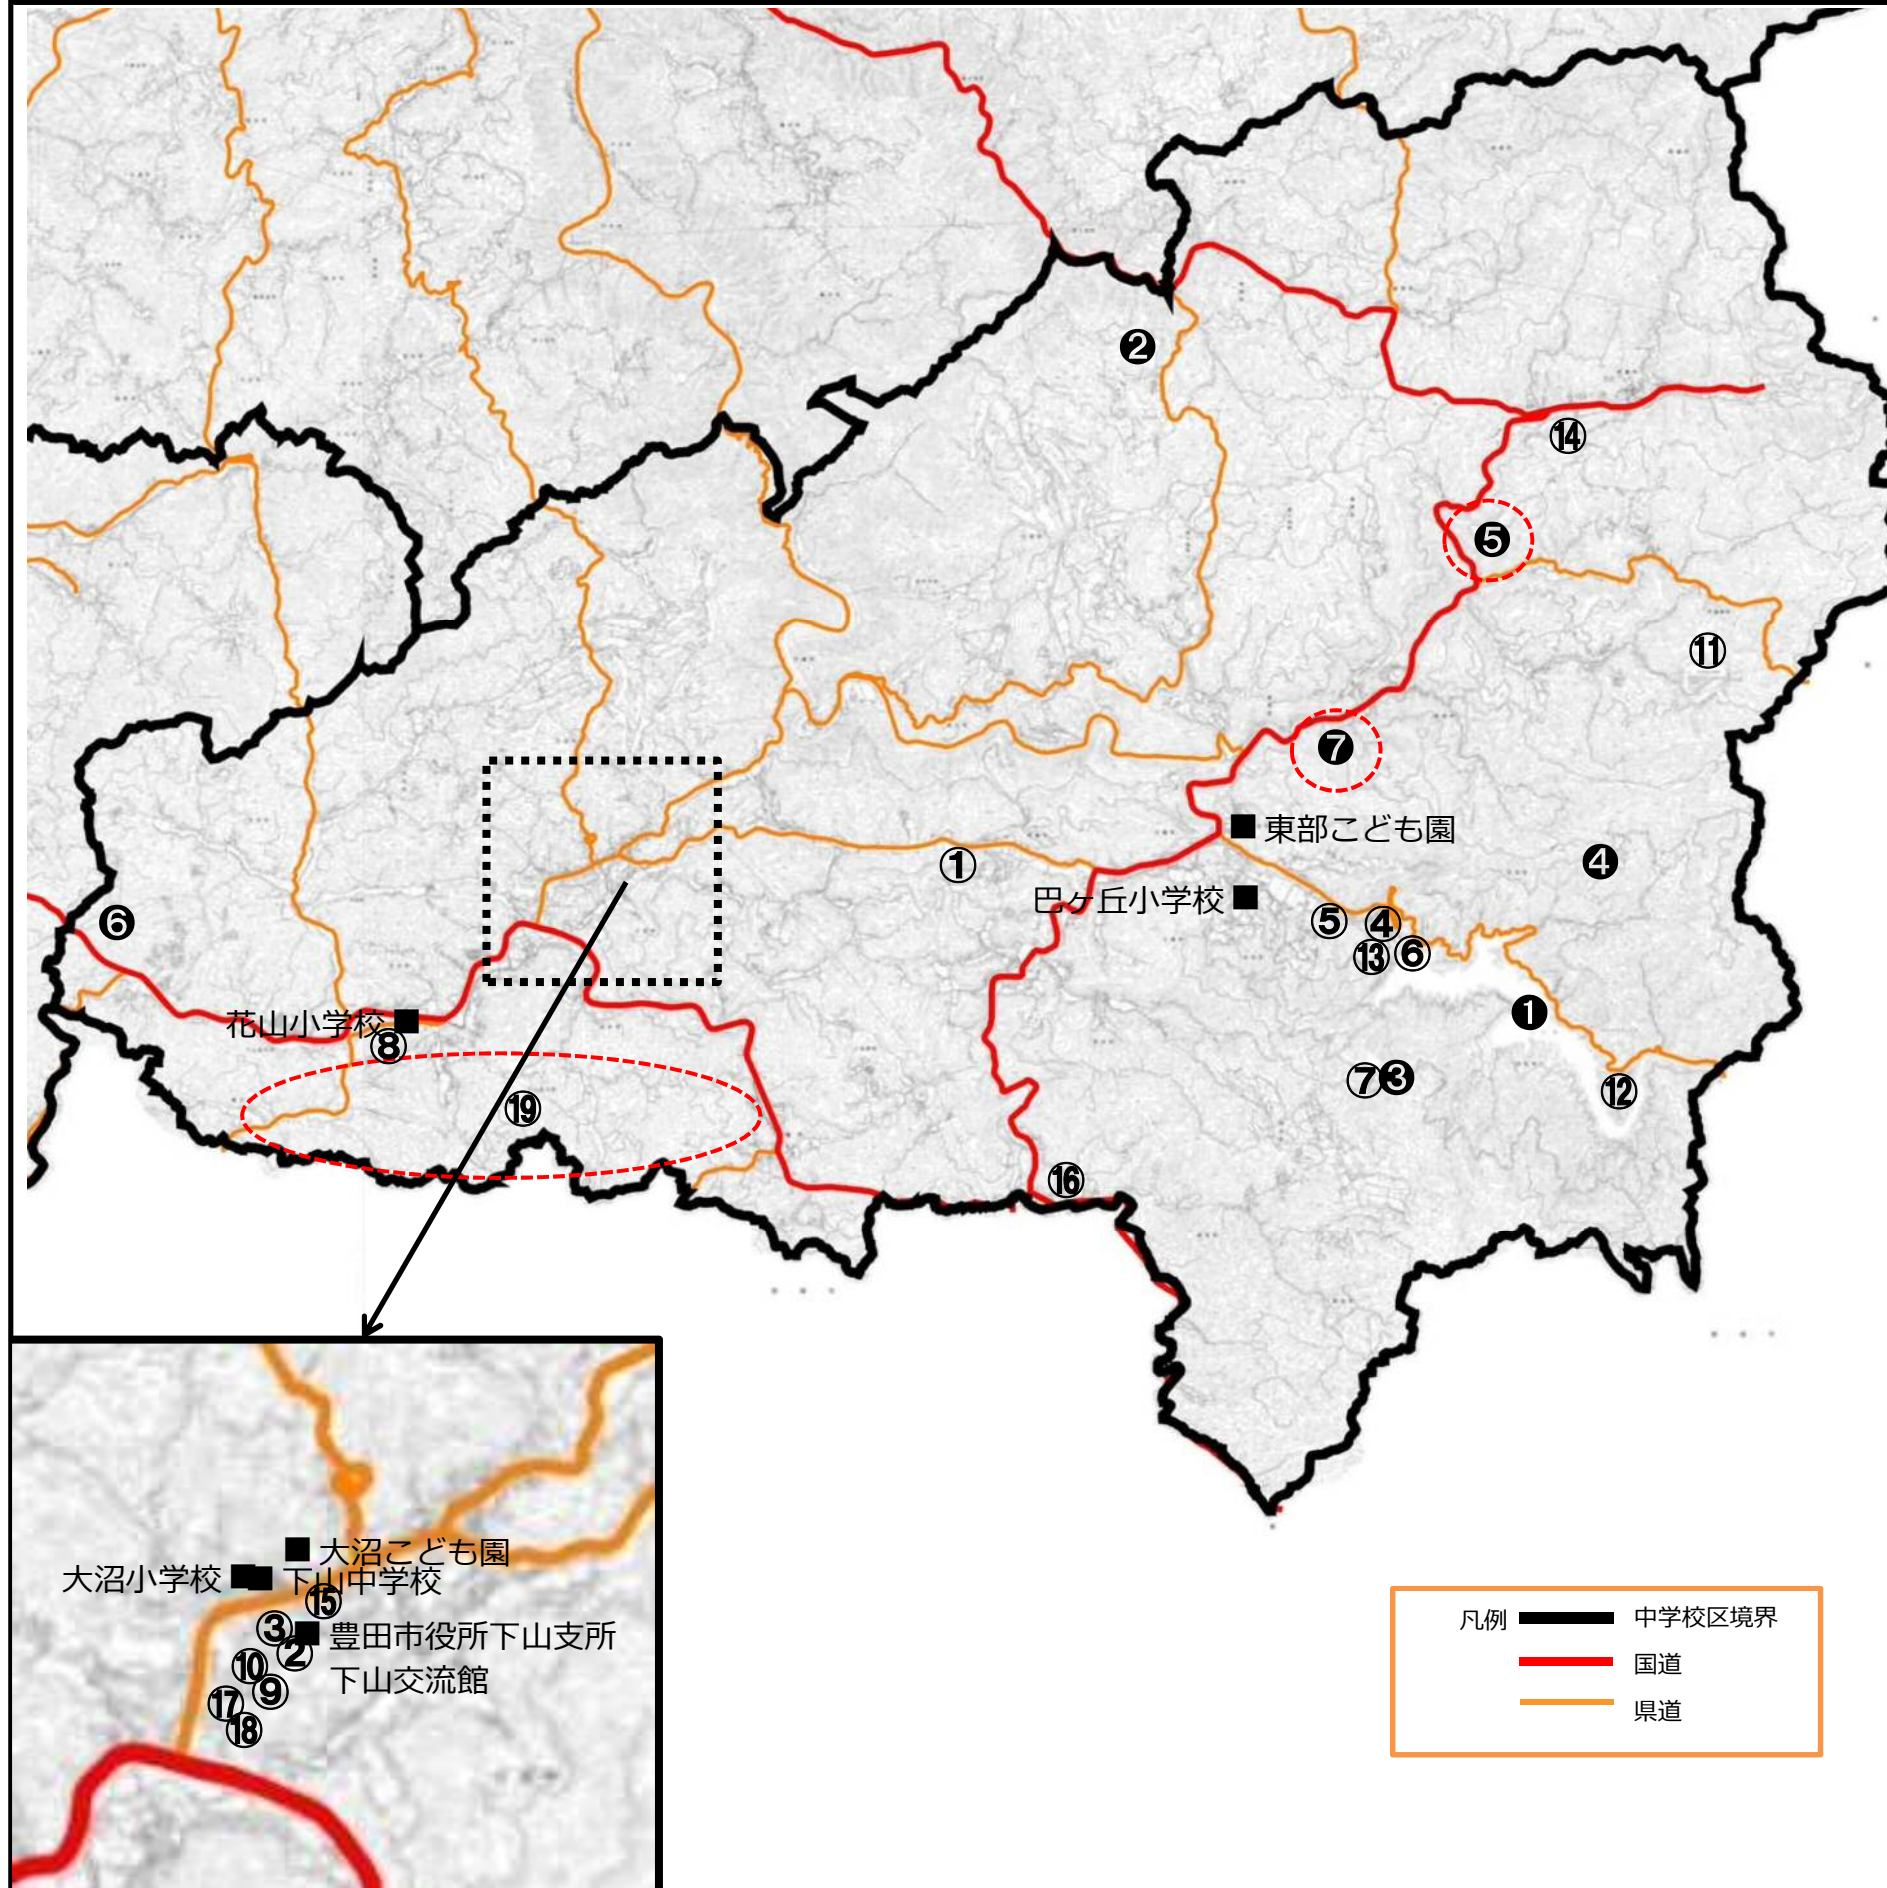 ❷
⑭
❺
⑪
❼
東部こども園
①
❹
巴ケ丘小学校
⑤
④
❻
⑬
⑥
❶
花山小学校
⑧
⑦
❸
⑫
⑲
⑯
大沼こども園
大沼小学校
下山中学校
⑮
③
豊田市役所下山支所
②
⑩
下山交流館
⑨
⑰
⑱
凡例
中学校区境界
国道
県道